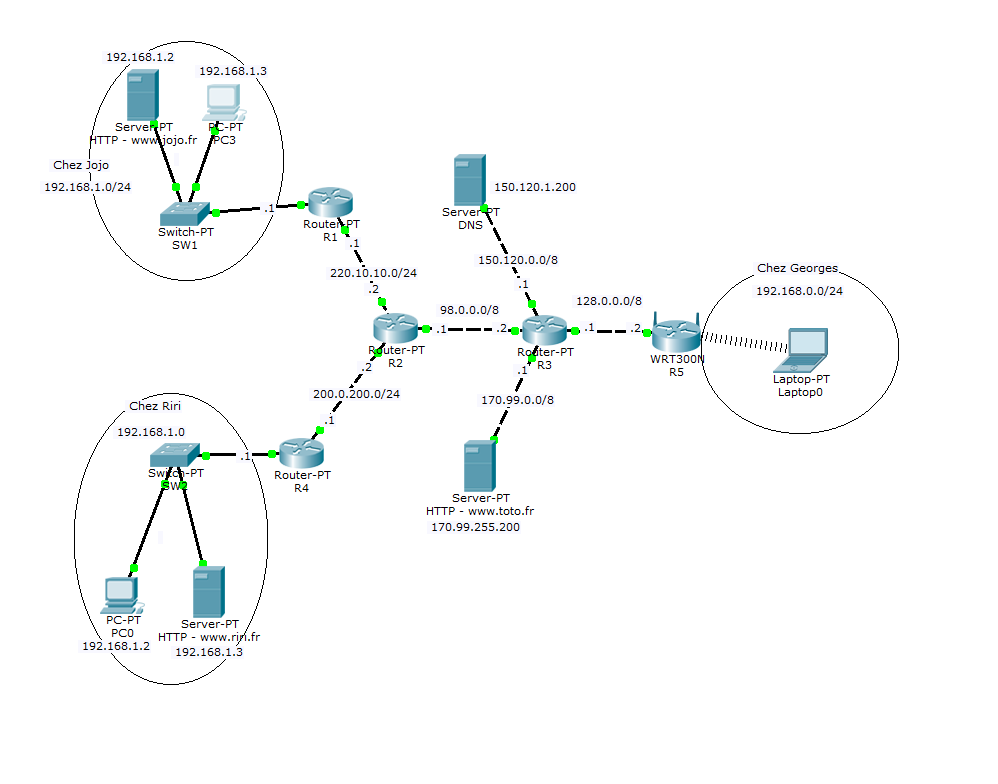 192.168.1.2
192.168.1.3
Server-PT
HTTP - www.jojo.fr
PC-PT
PC3
Chez Jojo
192.168.1.0/24
Switch-PT
SW1
.1
Router-PT
R1
.1
220.10.10.0/24
.2
Server-PT
DNS
150.120.1.200
150.120.0.0/8
.1
98.0.0.0/8
.1
.2
Router-PT
R2
.2
Router-PT
R3
.1
128.0.0.0/8
.1
.2
WRT300N
R5
Chez Georges
192.168.0.0/24
Laptop-PT
Laptop0
200.0.200.0/24
.1
170.99.0.0/8
Chez Riri
192.168.1.0
Switch-PT
SW2
.1
Router-PT
R4
Server-PT
HTTP - www.toto.fr
170.99.255.200
PC-PT
PC0
192.168.1.2
Server-PT
HTTP - www.riri.fr
192.168.1.3